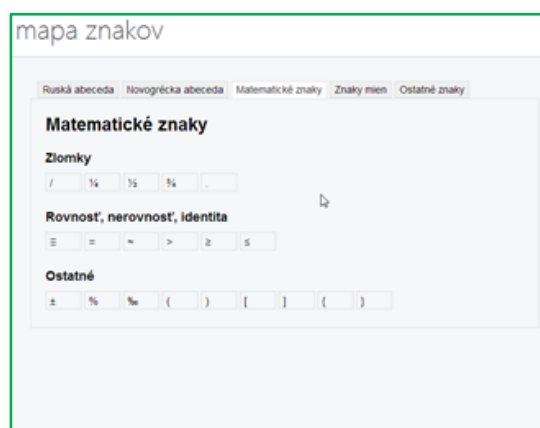 mapa znakov
Ruská abeceda Novogrécka abeceda Matematické znaky Znaky mien Ostatné znaky
Matematické znaky
Zlomky
/ ¼ ½ ¾ .
Rovnosť, nerovnosť, identita
Ξ = ≈ > ≥ ≤
Ostatné
± % ‰ ( ) [ ] { }